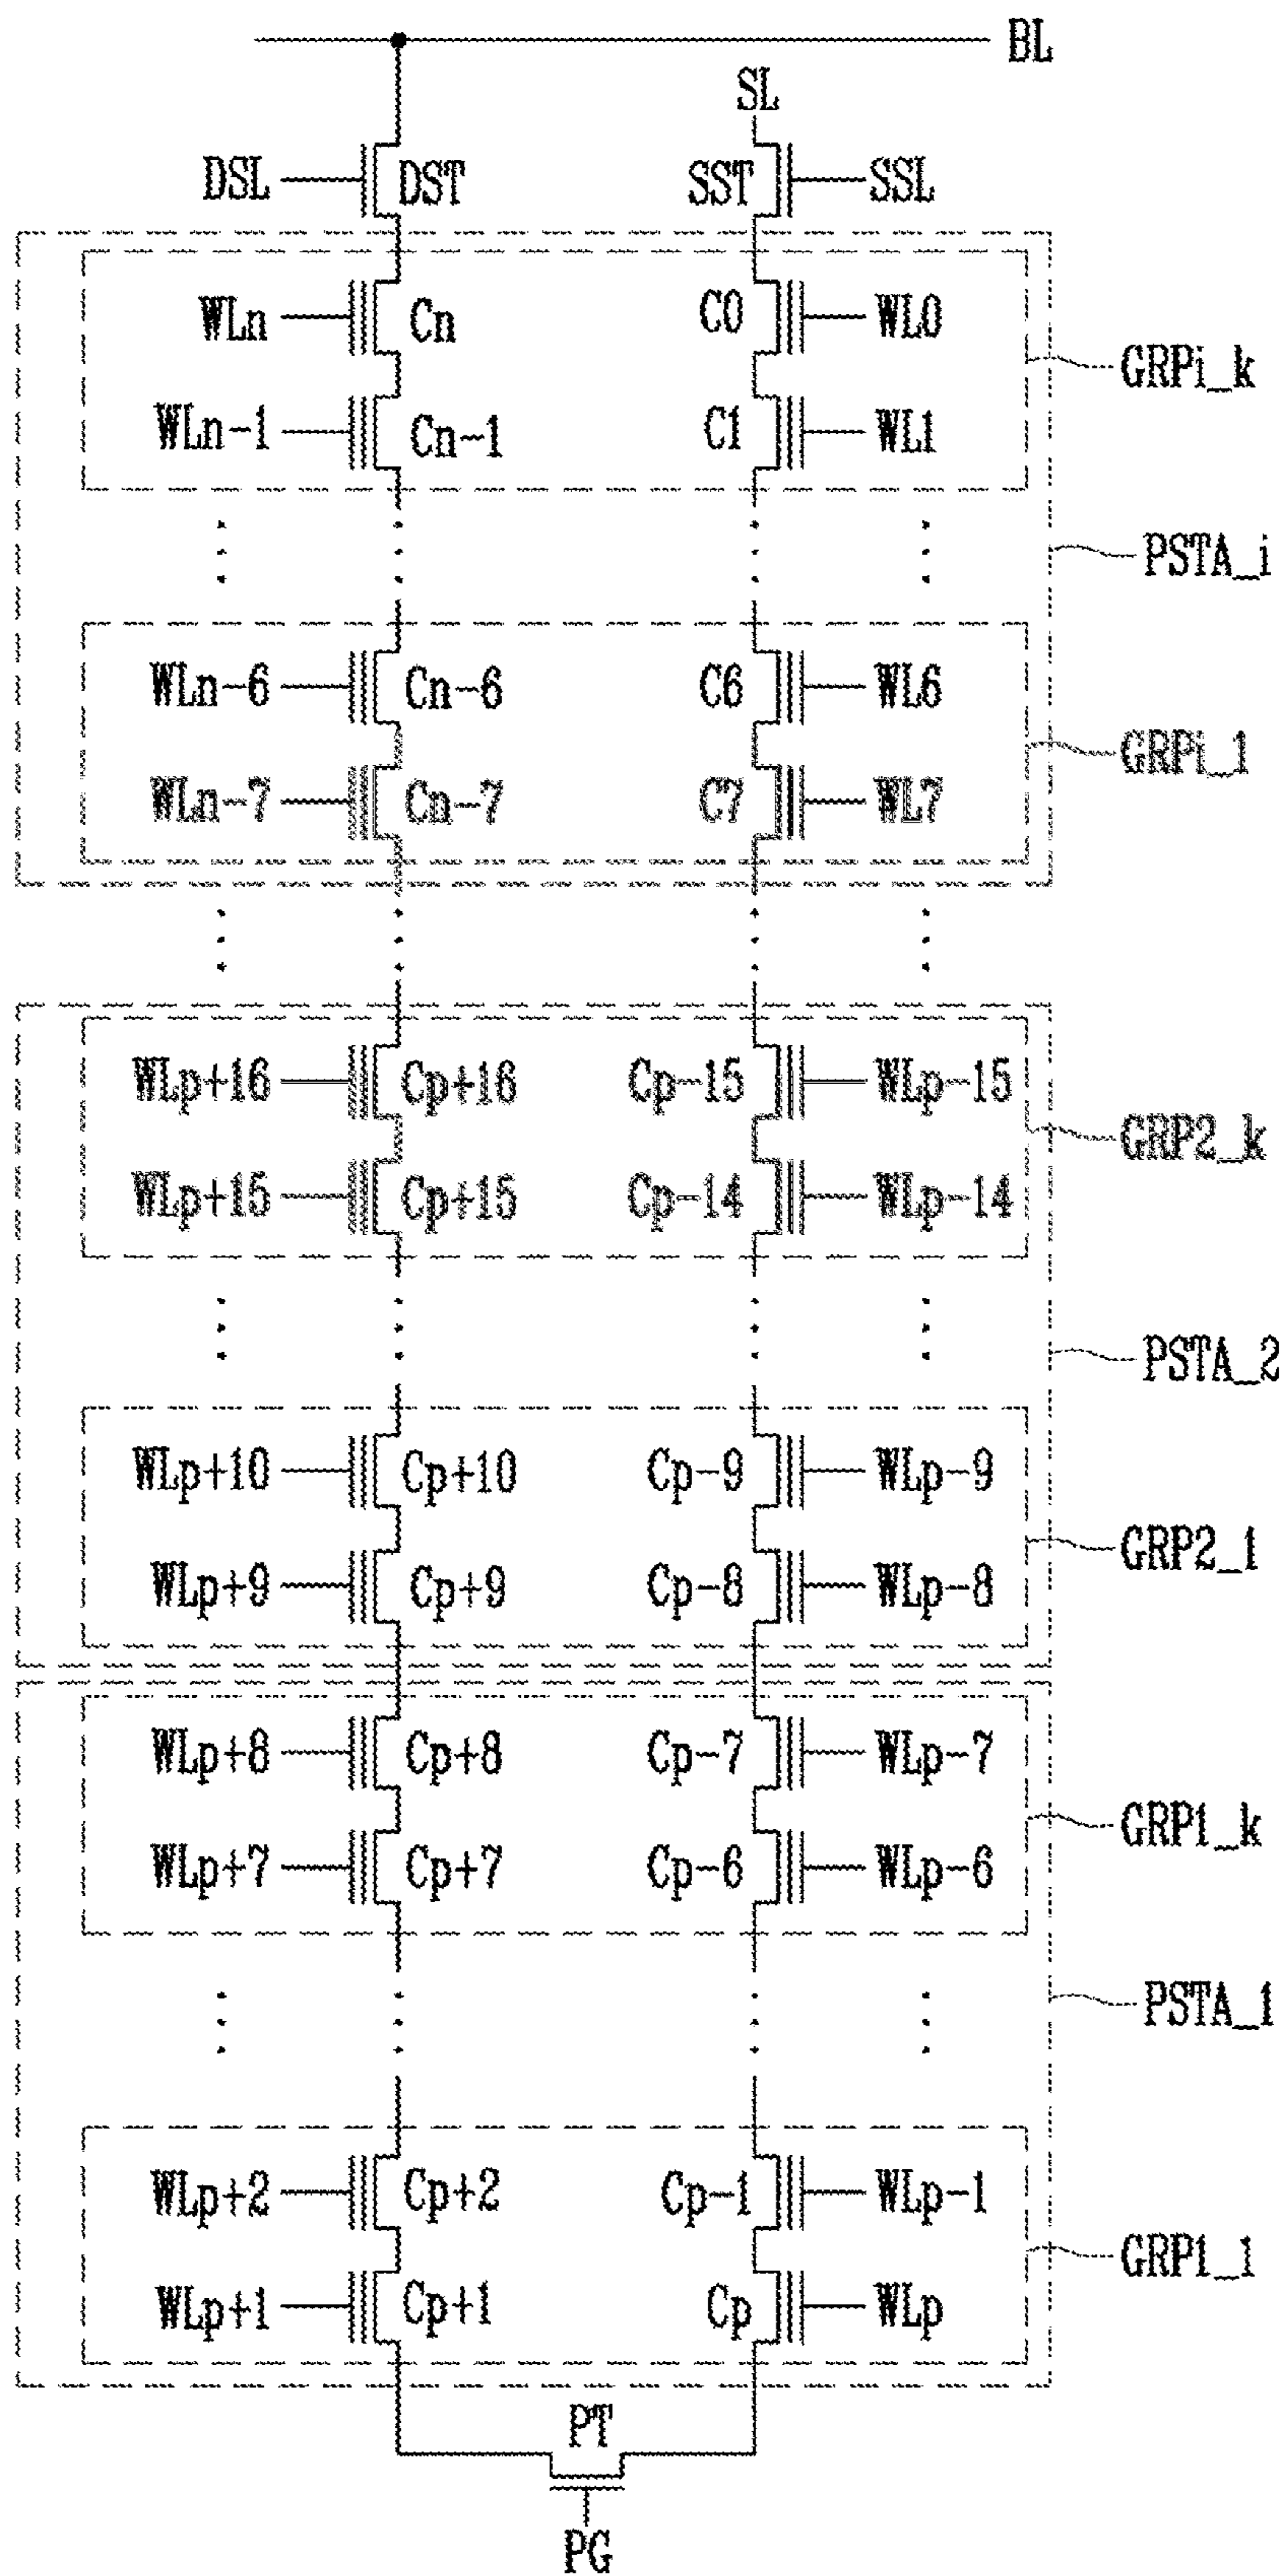 BL
SL
DSL DST SST SSL
WLn Cn C0 WL0
GRPi_k
WLn-1 Cn-1 C1 WL1
PSTA_i
WLn-6 Cn-6 C6 WL6
GRPi_1
WLn-7 Cn-7 C7 WL7
WLp+16 Cp+16 Cp-15 WLp-15
GRP2_k
WLp+15 Cp+15 Cp-14 WLp-14
PSTA_2
WLp+10 Cp+10 Cp-9 WLp-9
GRP2_1
WLp+9 Cp+9 Cp-8 WLp-8
WLp+8 Cp+8 Cp-7 WLp-7
GRP1_k
WLp+7 Cp+7 Cp-6 WLp-6
PSTA_1
WLp+2 Cp+2 Cp-1 WLp-1
GRP1_1
WLp+1 Cp+1 Cp WLp
PT
PG